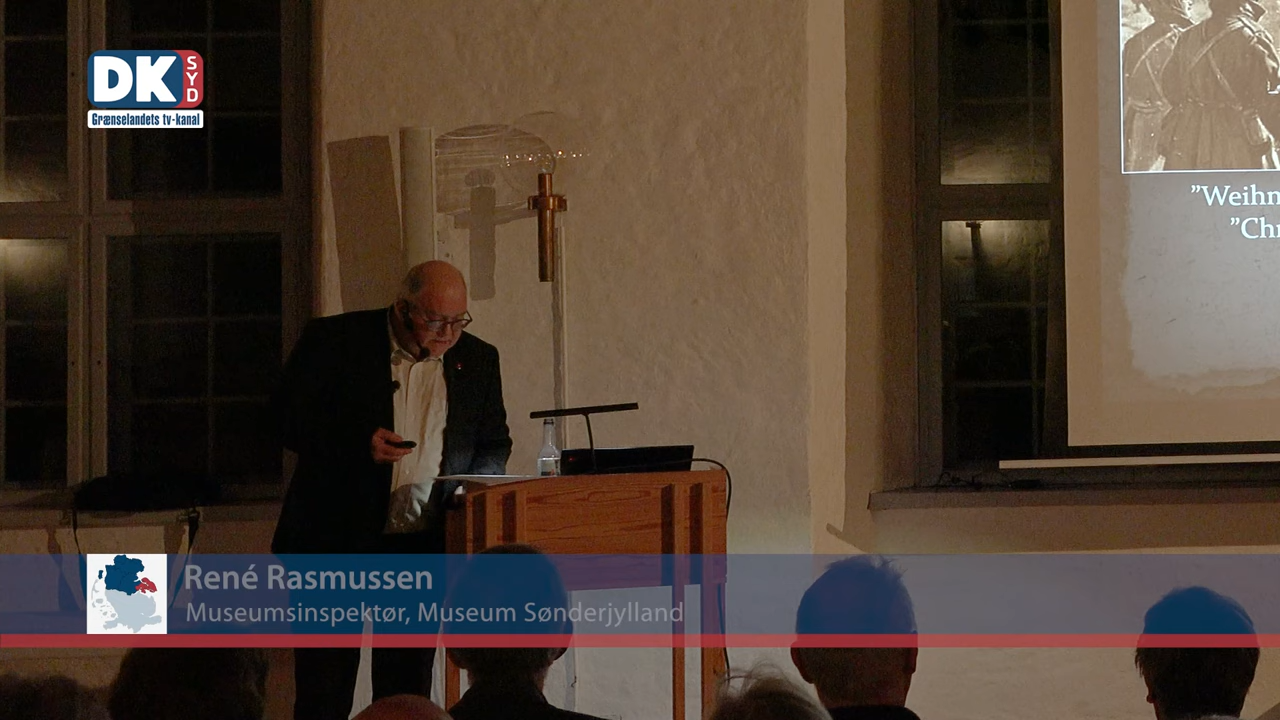 DK
SYD
Grænselandets tv-kanal
"Weihn
"Chr
René Rasmussen
Museumsinspektør, Museum Sønderjylland